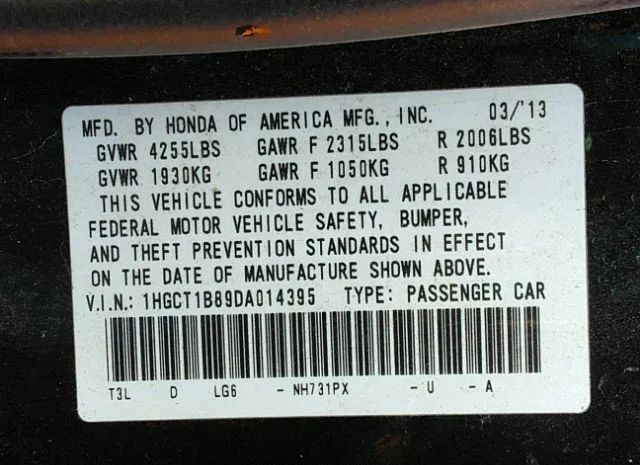 MFD. BY HONDA OF AMERICA MFG., INC. 03/'13
GVWR 4255LBS GAWR F 2315LBS R 2006LBS
GVWR 1930KG GAWR F 1050KG R 910KG
THIS VEHICLE CONFORMS TO ALL APPLICABLE
FEDERAL MOTOR VEHICLE SAFETY, BUMPER,
AND THEFT PREVENTION STANDARDS IN EFFECT
ON THE DATE OF MANUFACTURE SHOWN ABOVE.
V.I.N.: 1HGCT1B89DA014395 TYPE: PASSENGER CAR
T3L D LG6 - NH731PX - U - A